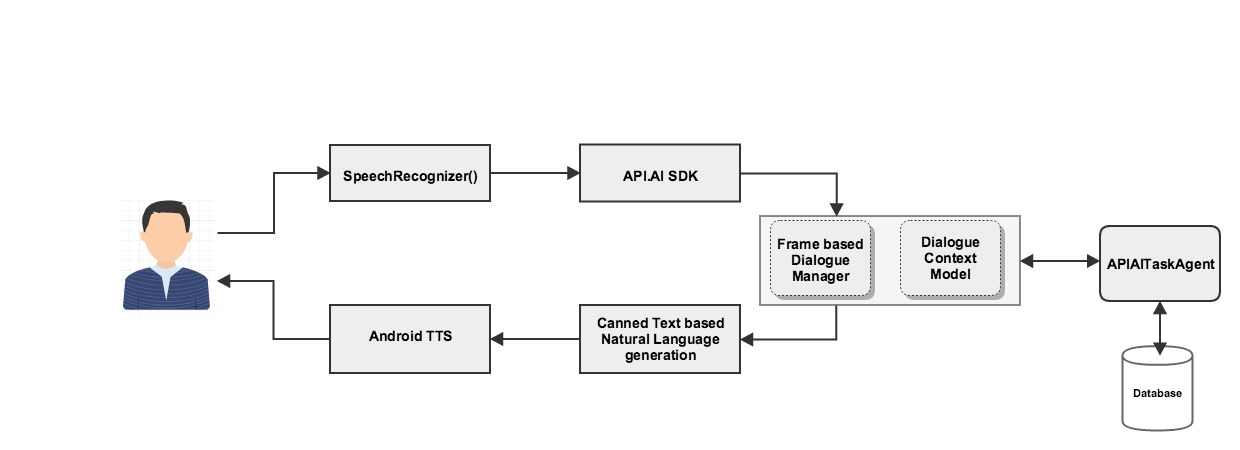 SpeechRecognizer()
API.AI SDK
Frame based
Dialogue
Manager
Dialogue
Context
Model
APIAITaskAgent
Android TTS
Canned Text based
Natural Language
generation
Database